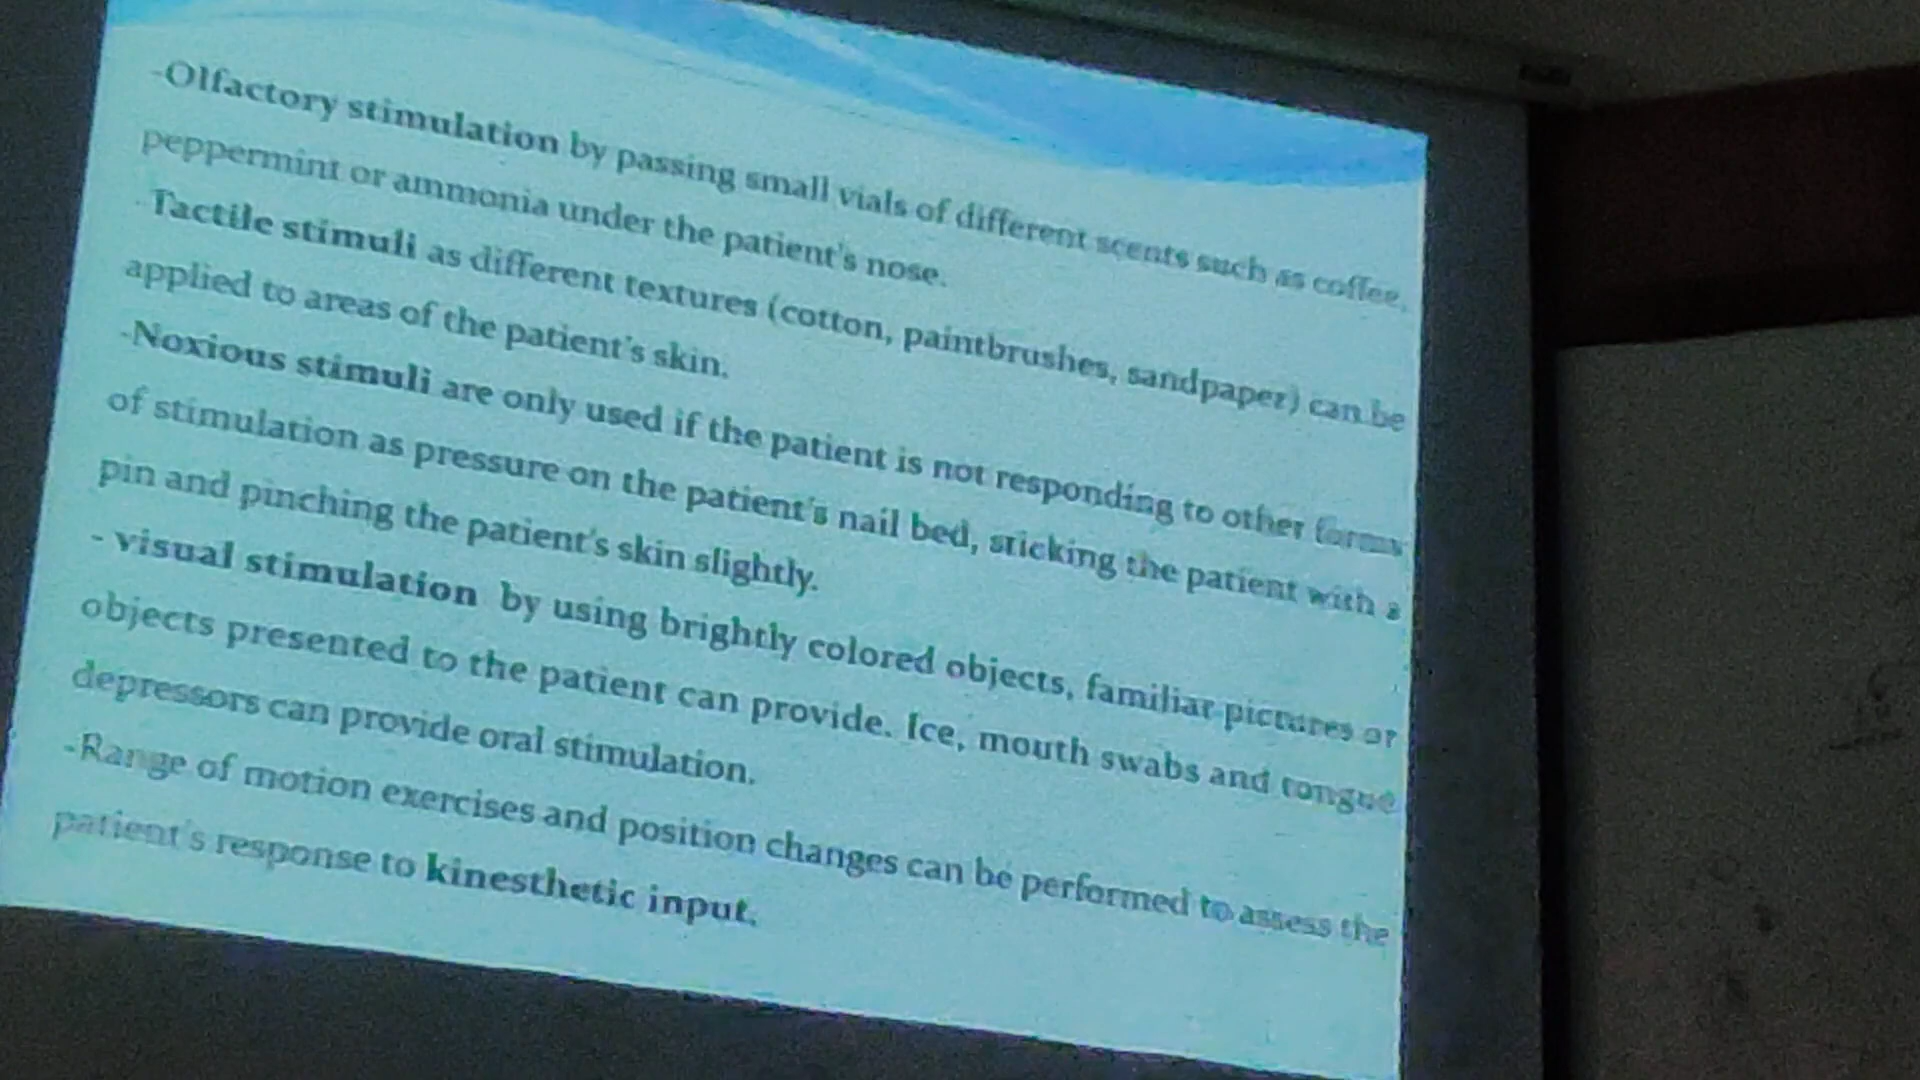 -Olfactory stimulation by passing small vials of different scents such as coffee,
peppermint or ammonia under the patient's nose.
Tactile stimuli as different textures (cotton, paintbrushes, sandpaper) can be
applied to areas of the patient's skin.
-Noxious stimuli are only used if the patient is not responding to other forms
of stimulation as pressure on the patient's nail bed, sticking the patient with a
pin and pinching the patient's skin slightly.
- visual stimulation by using brightly colored objects, familiar pictures or
objects presented to the patient can provide. Ice, mouth swabs and tongue
depressors can provide oral stimulation.
-Range of motion exercises and position changes can be performed to assess the
patient's response to kinesthetic input.